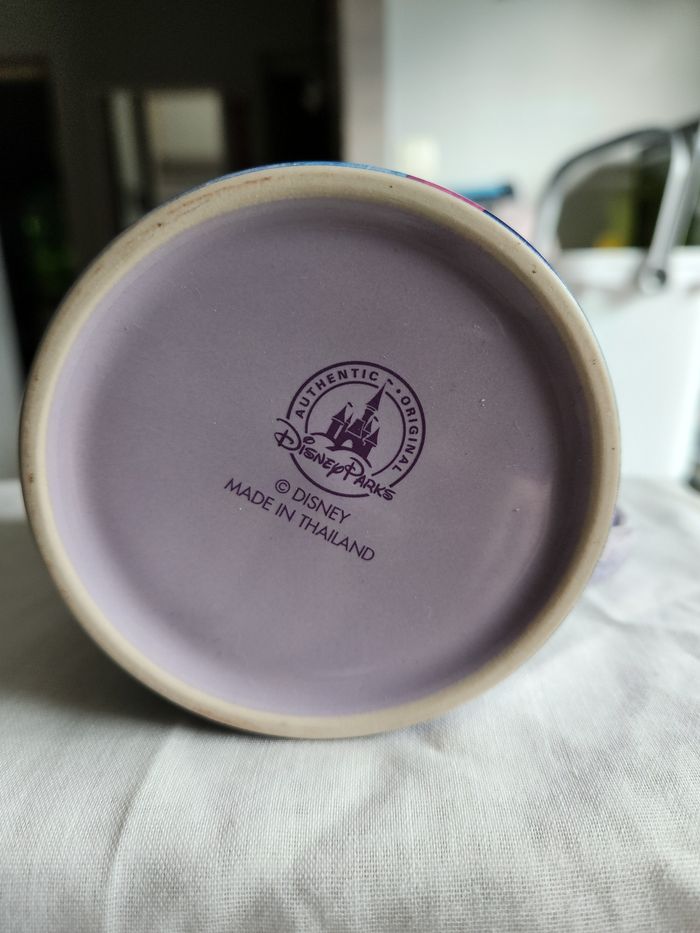 AUTHENTIC ORIGINAL
Disney Parks
© DISNEY
MADE IN THAILAND